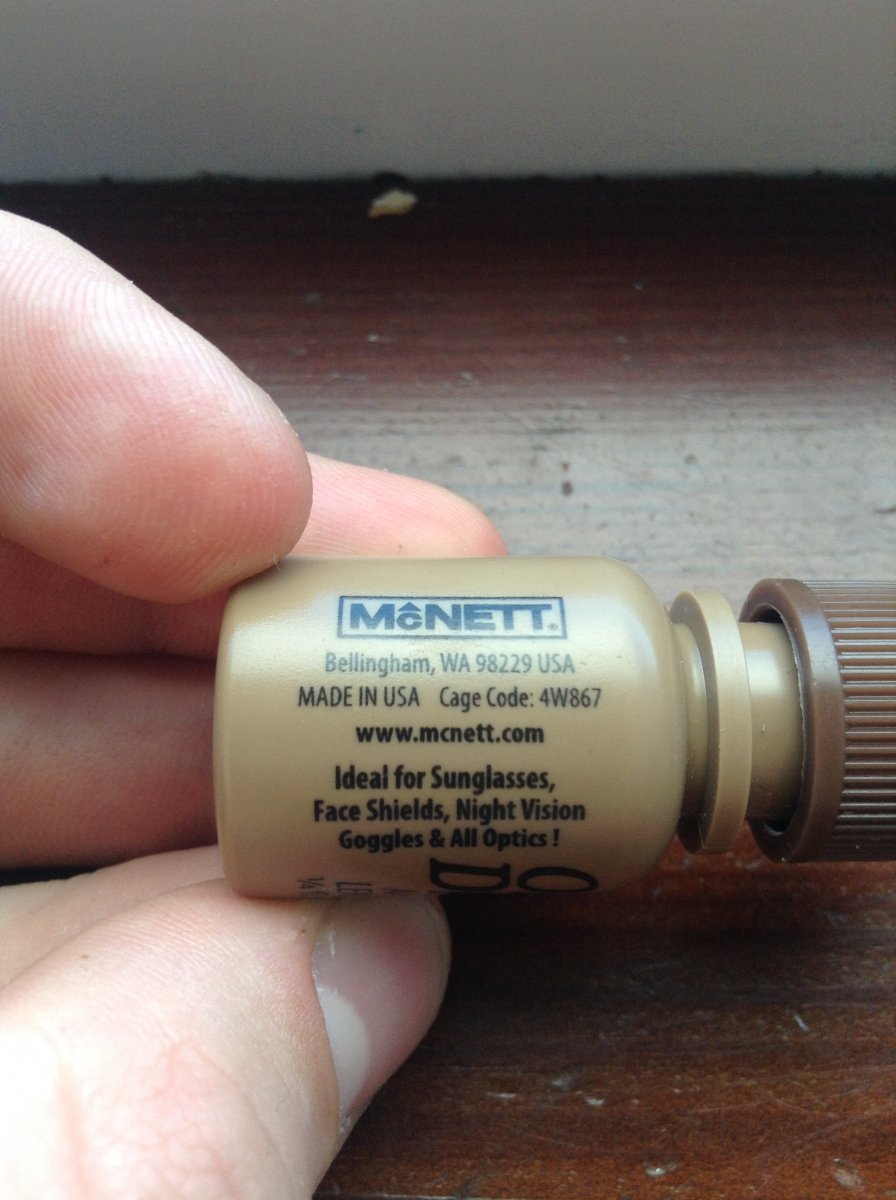 McNETT®
Bellingham, WA 98229 USA
MADE IN USA Cage Code: 4W867
www.mcnett.com
Ideal for Sunglasses,
Face Shields, Night Vision
Goggles & All Optics !